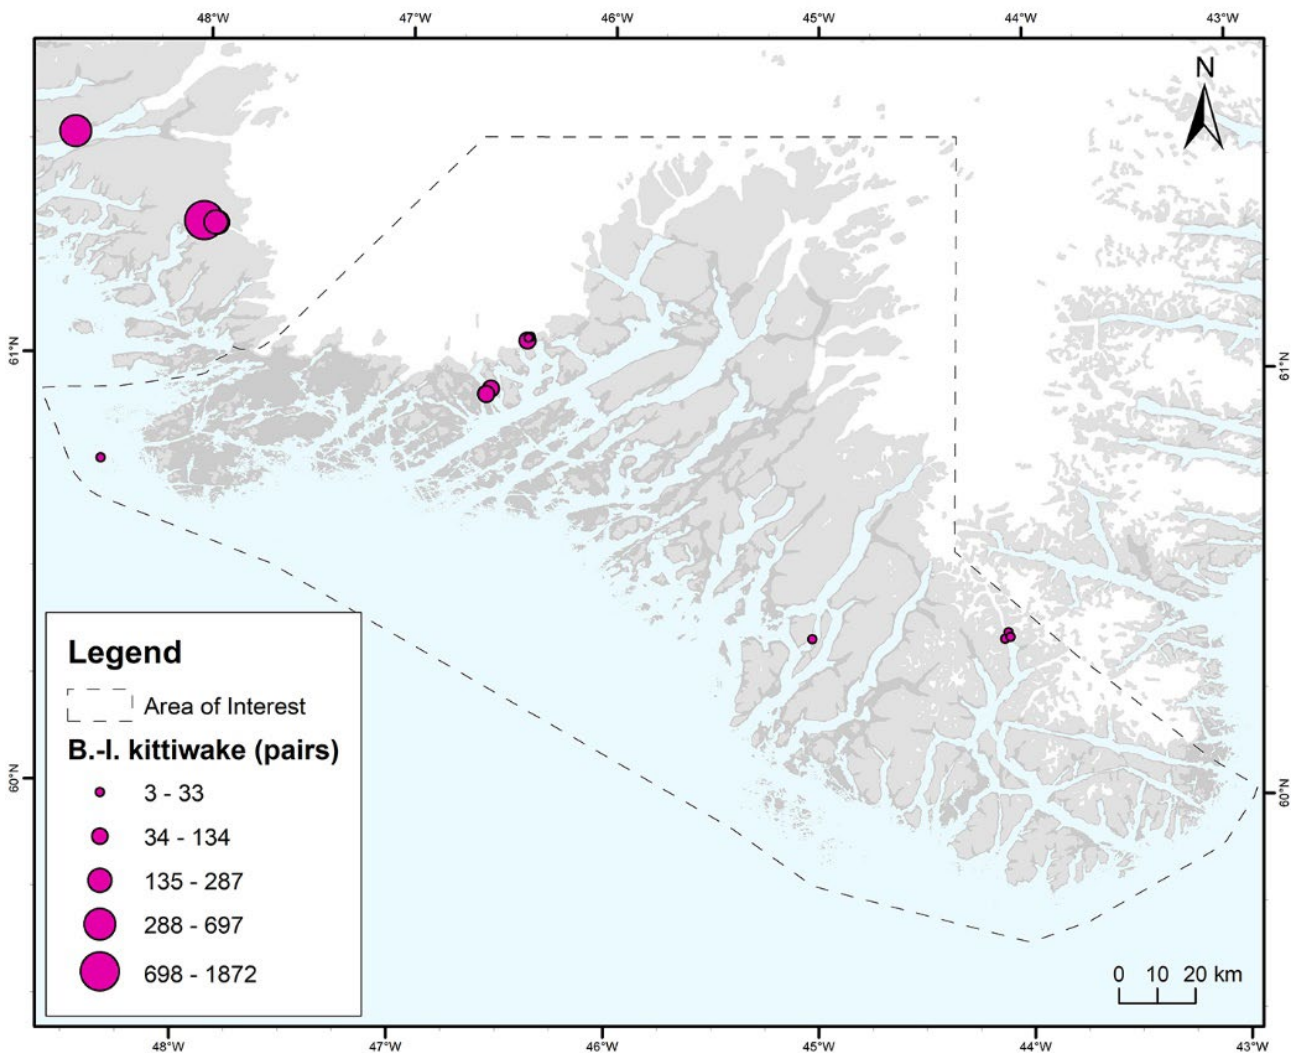 48°W 47°W 46°W 45°W 44°W 43°W
N
61°N 61°N
Legend
Area of Interest
B.-l. kittiwake (pairs)
3 - 33
34 - 134
135 - 287
288 - 697
698 - 1872
60°N 60°N
0 10 20 km
48°W 47°W 46°W 45°W 44°W 43°W